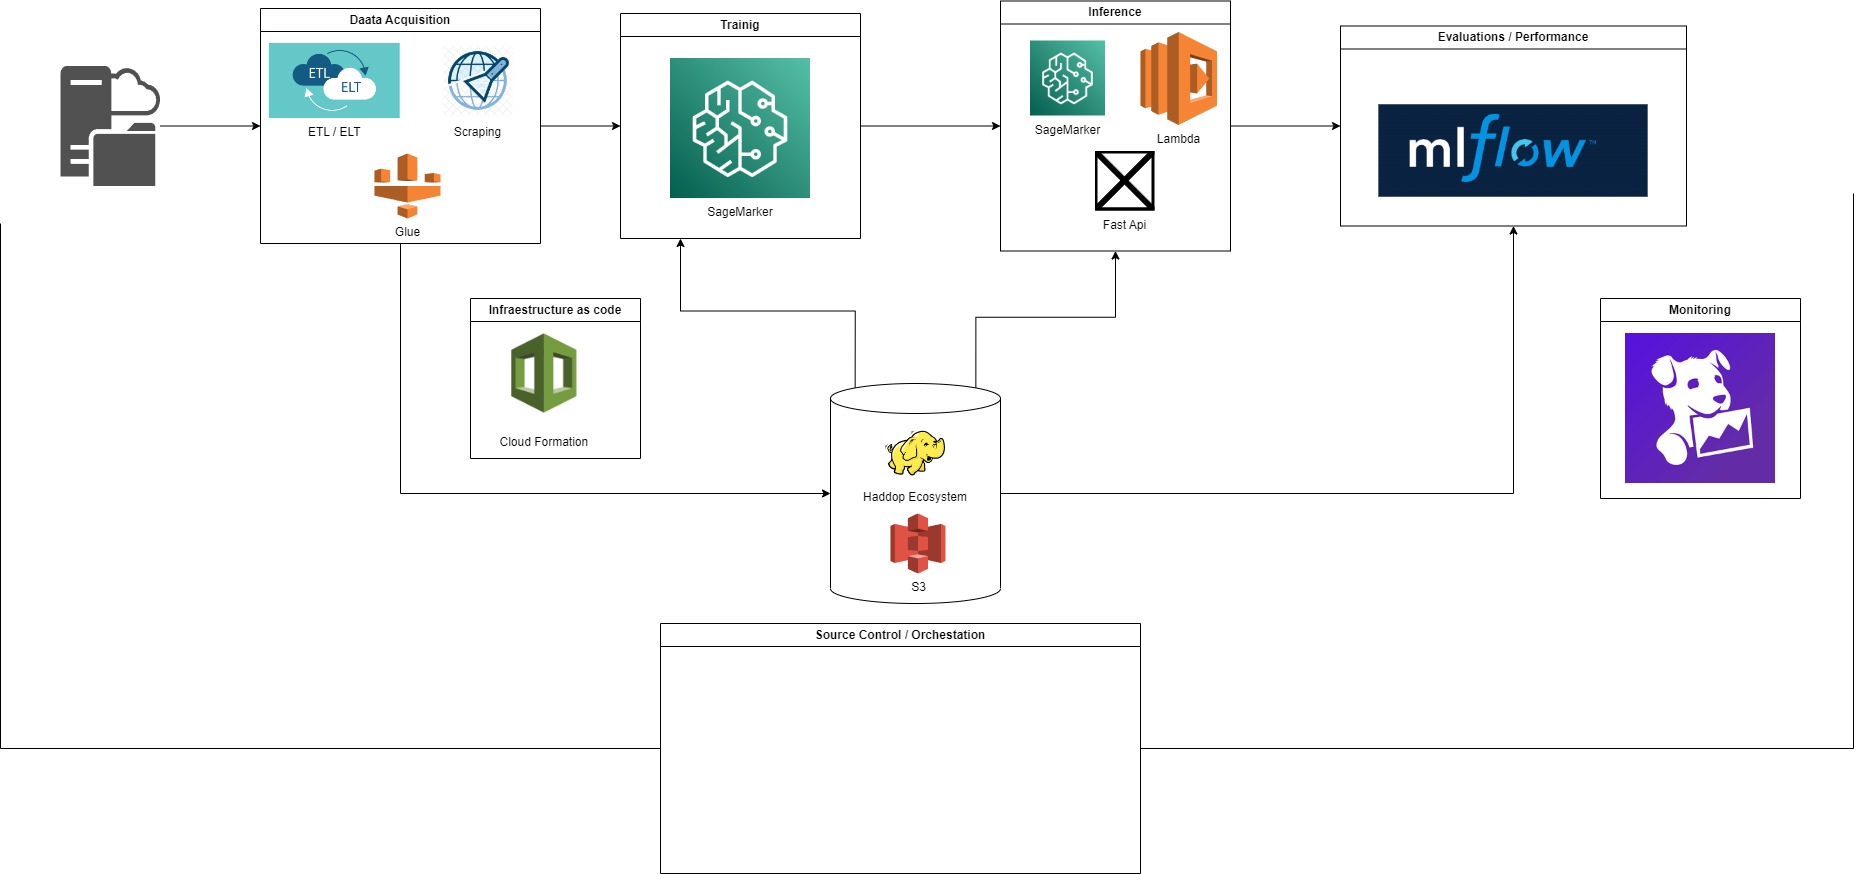 Daata Acquisition
ETL
ELT
ETL / ELT
Scraping
Glue
Trainig
SageMarker
Inference
SageMarker
Lambda
Fast Api
Evaluations / Performance
mlflow™
Infraestructure as code
Cloud Formation
Haddop Ecosystem
S3
Monitoring
Source Control / Orchestation